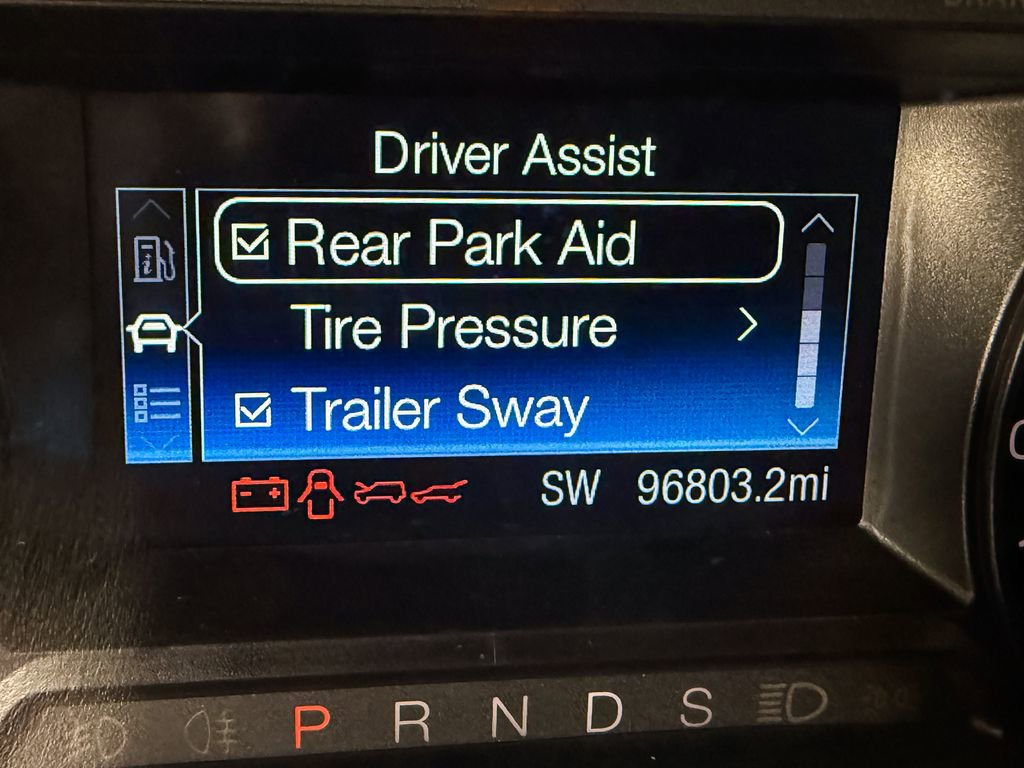 Driver Assist
Rear Park Aid
Tire Pressure
Trailer Sway
SW 96803.2mi
P R N D S